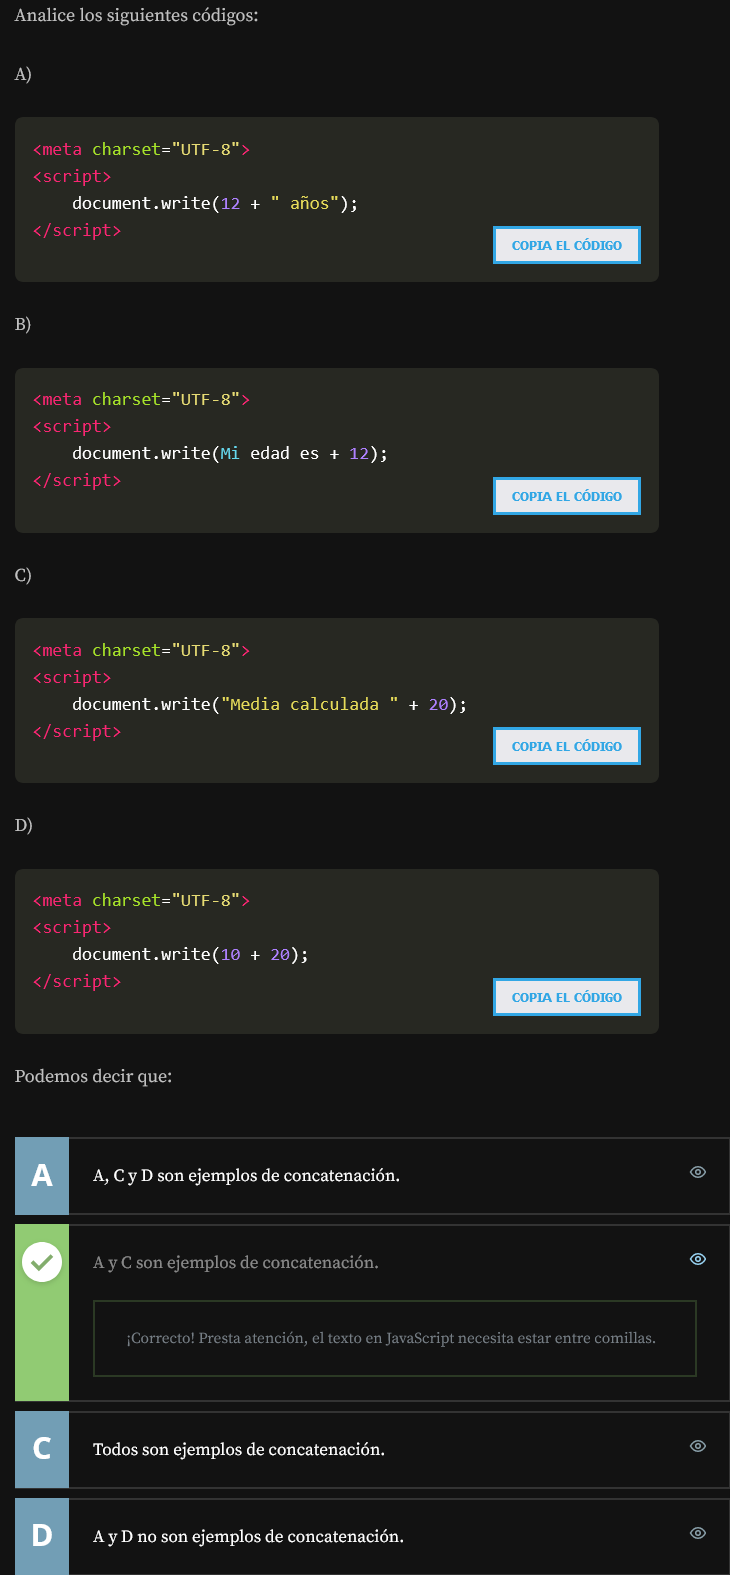 Analice los siguientes códigos:
A)
<meta charset="UTF-8">
<script>
    document.write(12 + " años");
</script>
COPIA EL CÓDIGO
B)
<meta charset="UTF-8">
<script>
    document.write(Mi edad es + 12);
</script>
COPIA EL CÓDIGO
C)
<meta charset="UTF-8">
<script>
    document.write("Media calculada " + 20);
</script>
COPIA EL CÓDIGO
D)
<meta charset="UTF-8">
<script>
    document.write(10 + 20);
</script>
COPIA EL CÓDIGO
Podemos decir que:
A A, C y D son ejemplos de concatenación.
A y C son ejemplos de concatenación.
¡Correcto! Presta atención, el texto en JavaScript necesita estar entre comillas.
C Todos son ejemplos de concatenación.
D A y D no son ejemplos de concatenación.